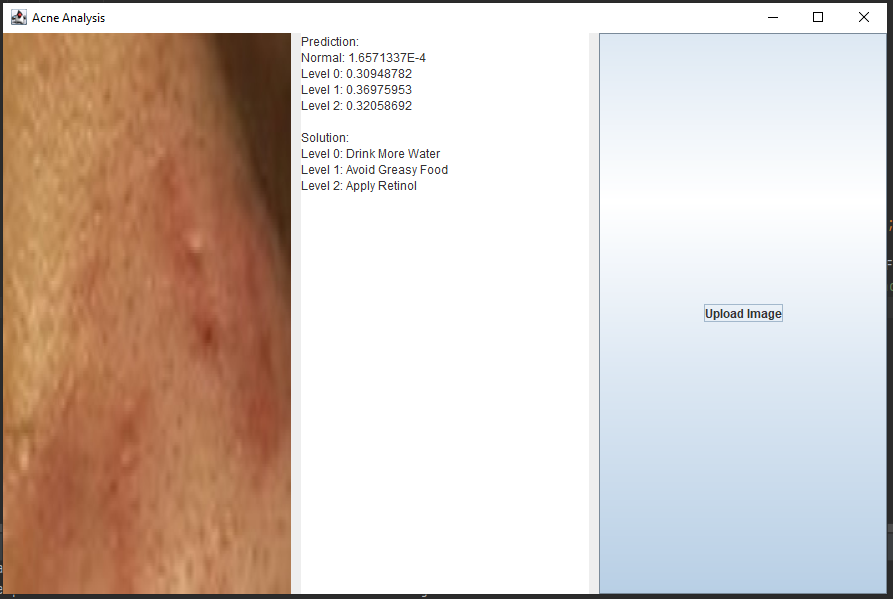 Acne Analysis
Prediction:
Normal: 1.6571337E-4
Level 0: 0.30948782
Level 1: 0.36975953
Level 2: 0.32058692
Solution:
Level 0: Drink More Water
Level 1: Avoid Greasy Food
Level 2: Apply Retinol
Upload Image